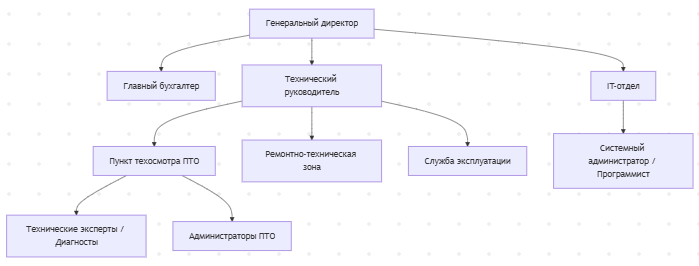 Генеральный директор
Главный бухгалтер
Технический
руководитель
IT-отдел
Пункт техосмотра ПТО
Ремонтно-техническая
зона
Служба эксплуатации
Системный
администратор /
Программист
Технические эксперты /
Диагносты
Администраторы ПТО